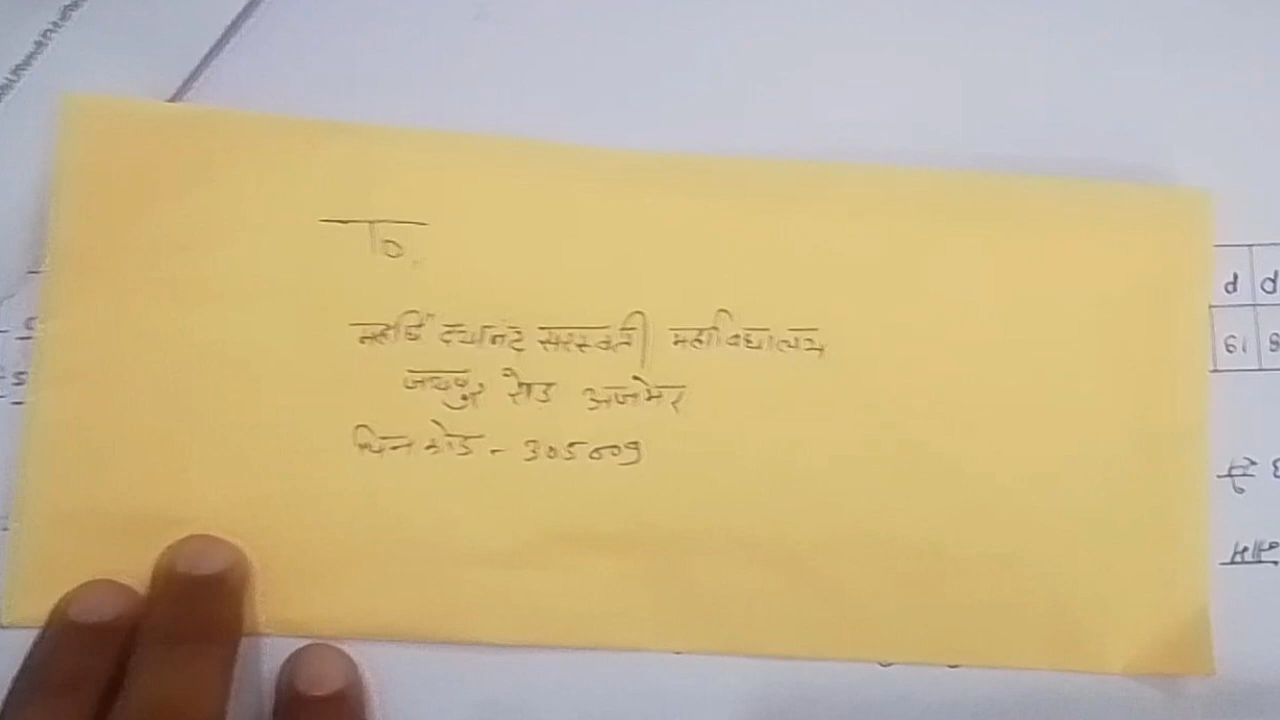 To,
महर्षि दयानंद सरस्वती महाविद्यालय
जयपुर रोड अजमेर
पिन कोड - 305009